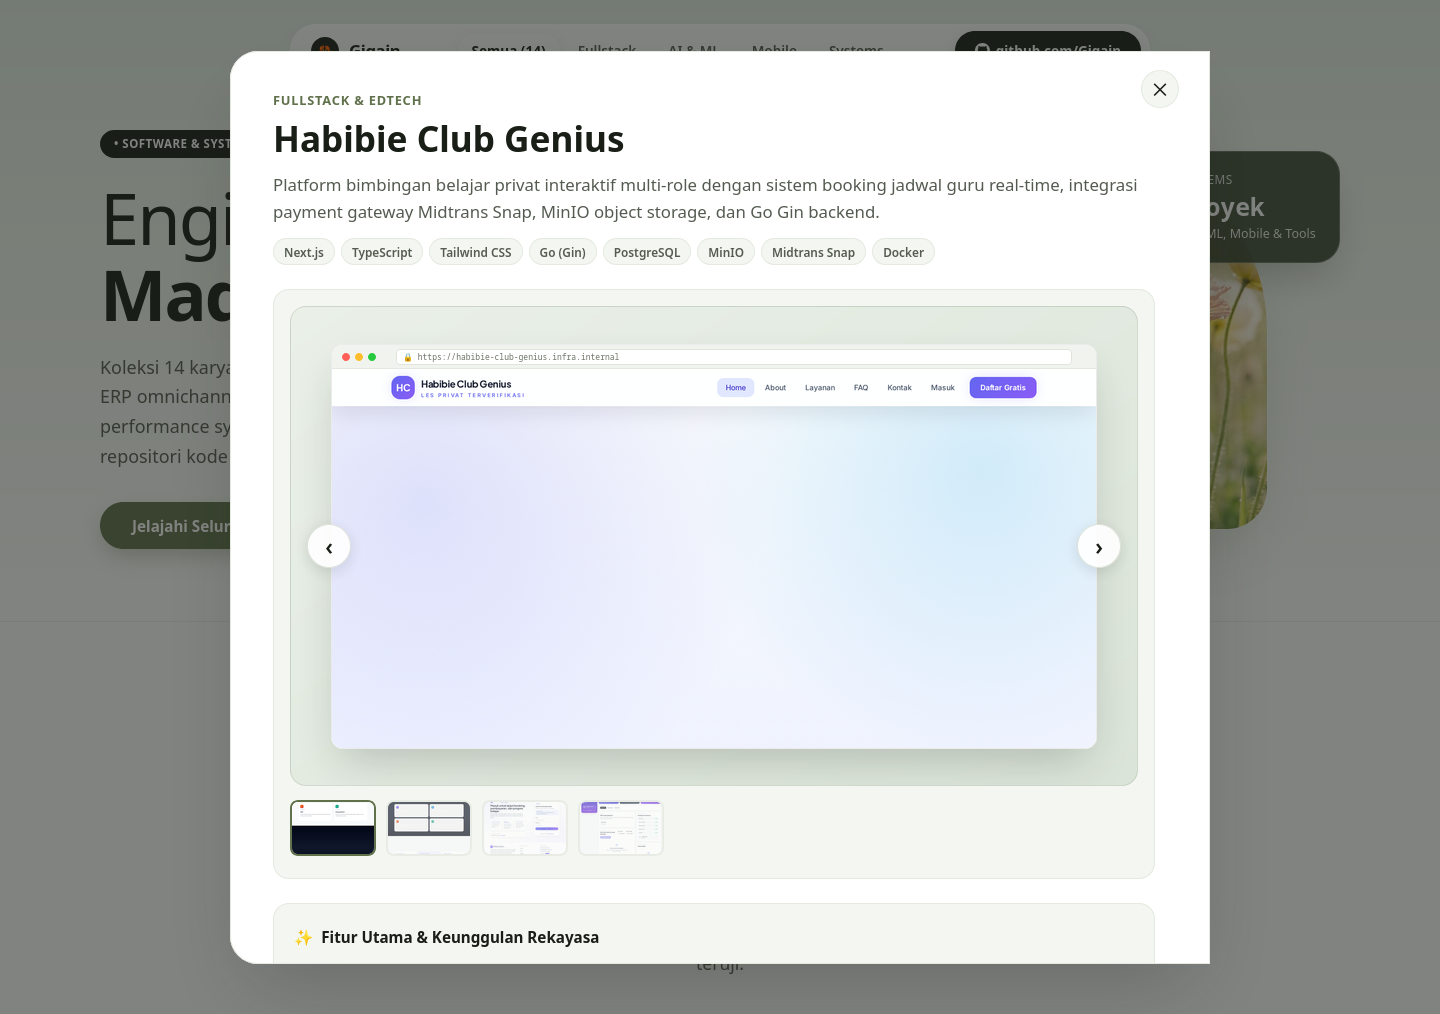 Gigain
Semua (14)
Fullstack
AI & ML
Mobile
Systems
github.com/Gigain
• SOFTWARE & SYST
Engi
Mad
Koleksi 14 karya
ERP omnichann
performance sy
repositori kode
Jelajahi Selur
EMS
oyek
ML, Mobile & Tools
FULLSTACK & EDTECH
Habibie Club Genius
Platform bimbingan belajar privat interaktif multi-role dengan sistem booking jadwal guru real-time, integrasi
payment gateway Midtrans Snap, MinIO object storage, dan Go Gin backend.
Next.js
TypeScript
Tailwind CSS
Go (Gin)
PostgreSQL
MinIO
Midtrans Snap
Docker
https://habibie-club-genius.infra.internal
HC
Habibie Club Genius
LES PRIVAT TERVERIFIKASI
Home
About
Layanan
FAQ
Kontak
Masuk
Daftar Gratis
‹
›
✨ Fitur Utama & Keunggulan Rekayasa
teruji.